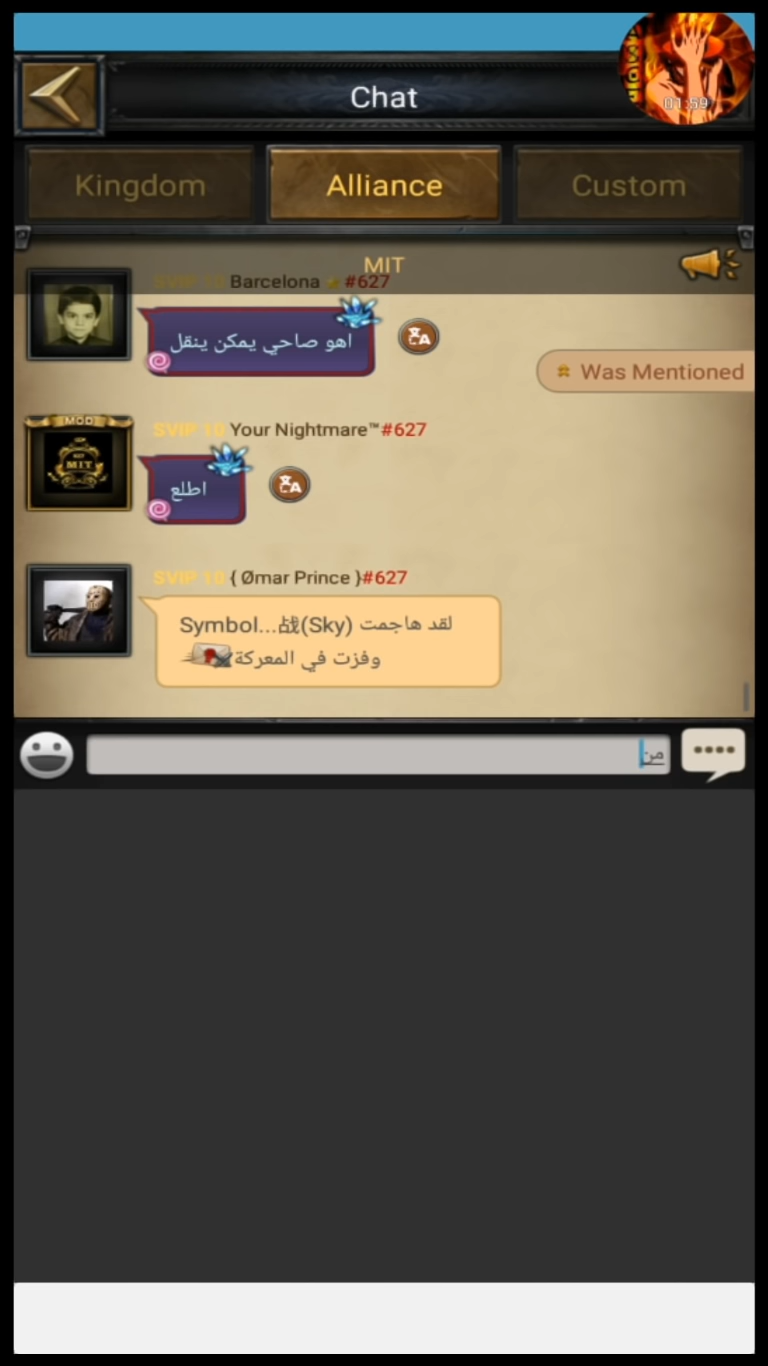 01:59
Chat
Kingdom
Alliance
Custom
MIT
SVIP 10 Barcelona #627
اهو صاحي يمكن ينقل
Was Mentioned
MOD
MIT
SVIP 10 Your Nightmare™#627
اطلع
SVIP 10 { Ømar Prince }#627
لقد هاجمت Symbol...战(Sky)
وفزت في المعركة
من